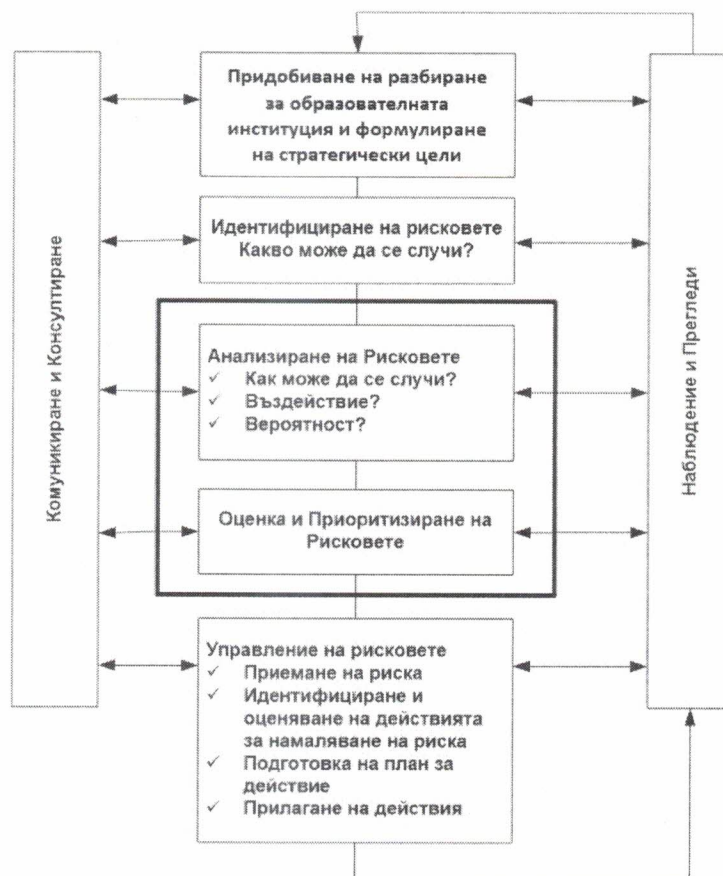 Придобиване на разбиране
за образователната
институция и формулиране
на стратегически цели
Идентифициране на рисковете
Какво може да се случи?
Комуникиране и Консултиране
Наблюдение и Прегледи
Анализиране на Рисковете
✓ Как може да се случи?
✓ Въздействие?
✓ Вероятност?
Оценка и Приоритизиране на
Рисковете
Управление на рисковете
✓ Приемане на риска
✓ Идентифициране и
оценяване на действията
за намаляване на риска
✓ Подготовка на план за
действие
✓ Прилагане на действия